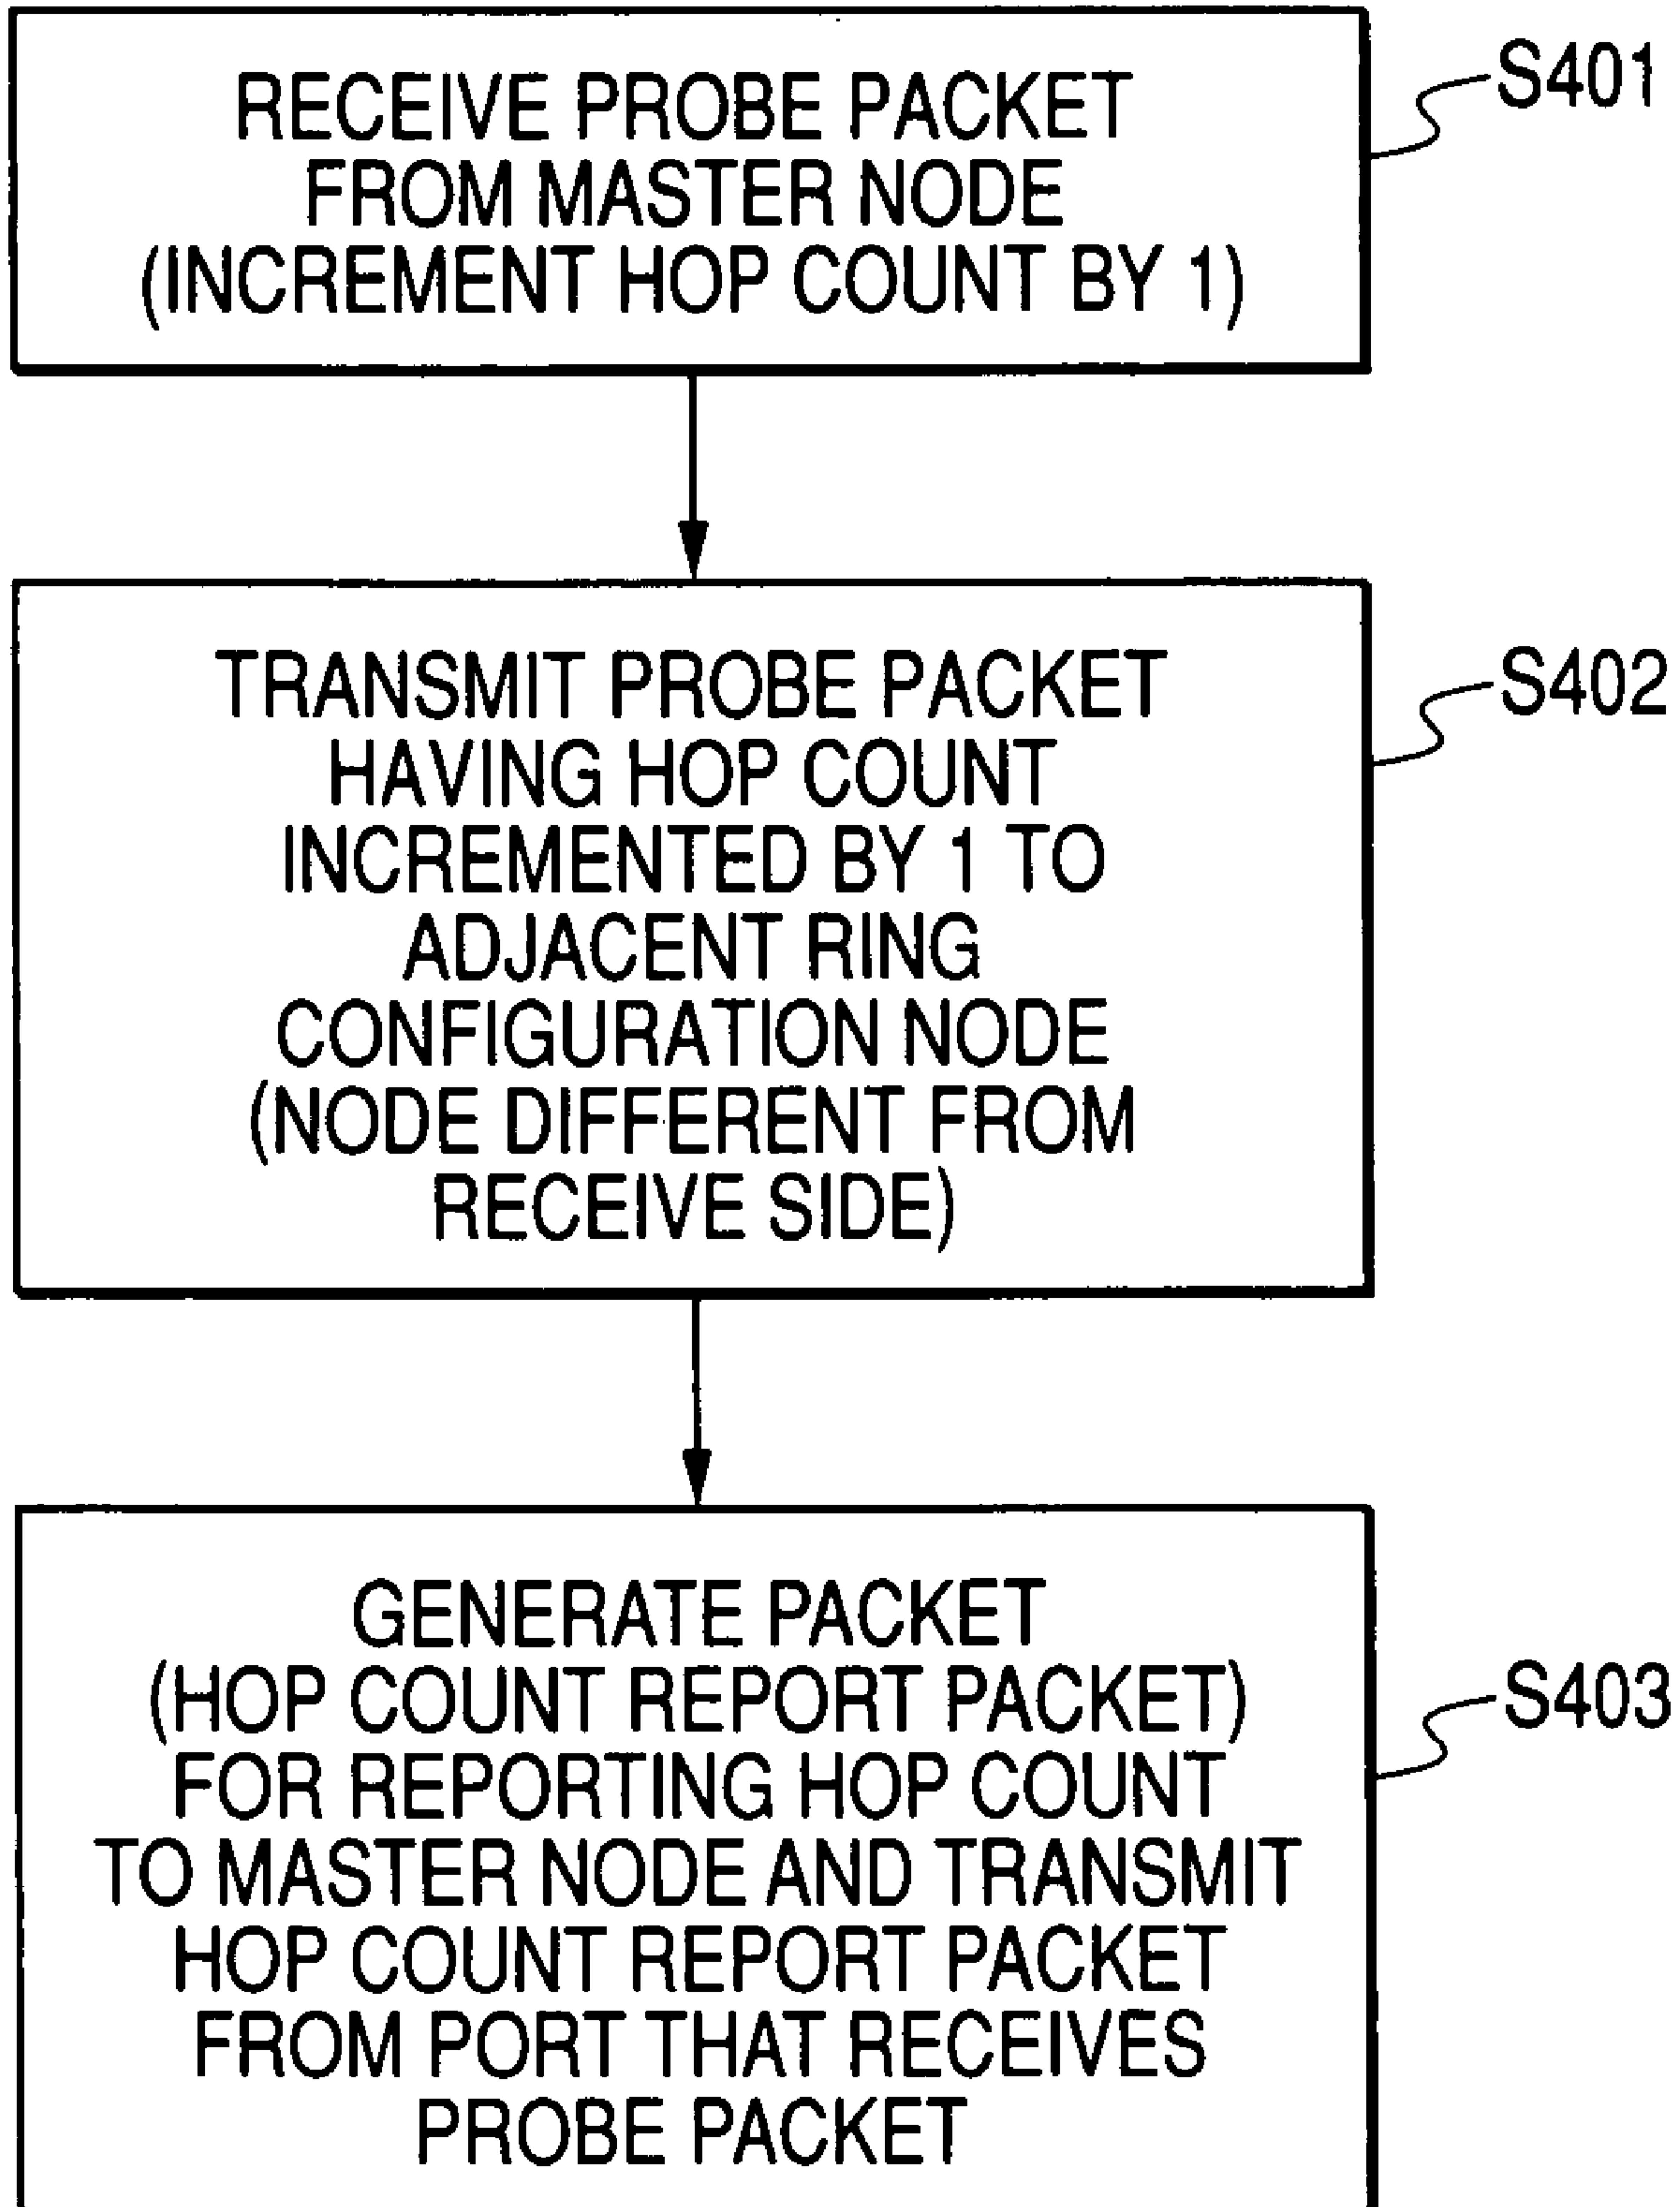 RECEIVE PROBE PACKET
FROM MASTER NODE
(INCREMENT HOP COUNT BY 1)
S401
TRANSMIT PROBE PACKET
HAVING HOP COUNT
INCREMENTED BY 1 TO
ADJACENT RING
CONFIGURATION NODE
(NODE DIFFERENT FROM
RECEIVE SIDE)
S402
GENERATE PACKET
(HOP COUNT REPORT PACKET)
FOR REPORTING HOP COUNT
TO MASTER NODE AND TRANSMIT
HOP COUNT REPORT PACKET
FROM PORT THAT RECEIVES
PROBE PACKET
S403